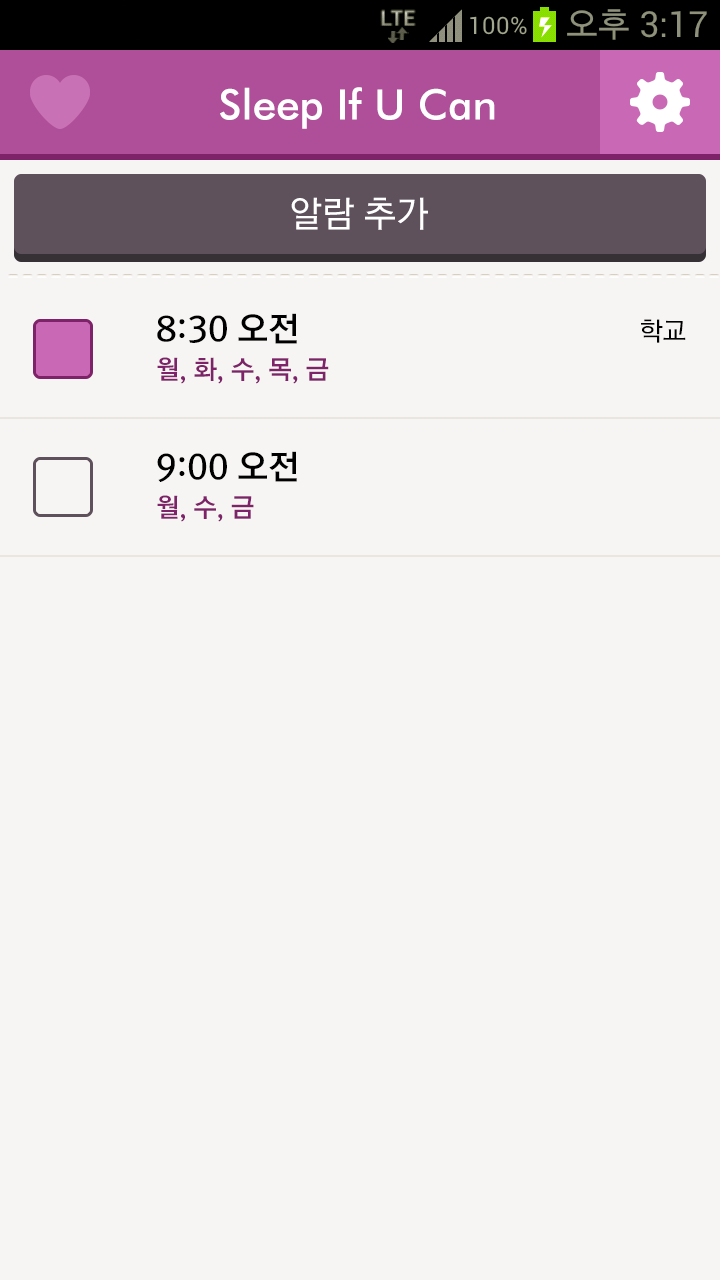 LTE 100% 오후 3:17
Sleep If U Can
알람 추가
8:30 오전 학교
월, 화, 수, 목, 금
9:00 오전
월, 수, 금